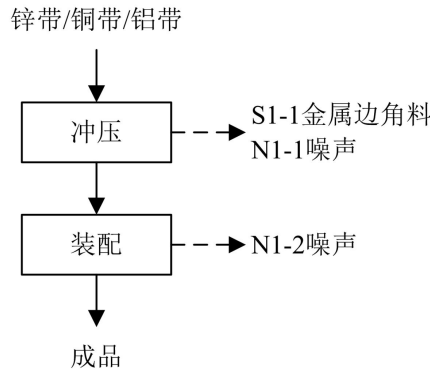 锌带/铜带/铝带
冲压
S1-1金属边角料
N1-1噪声
装配
N1-2噪声
成品